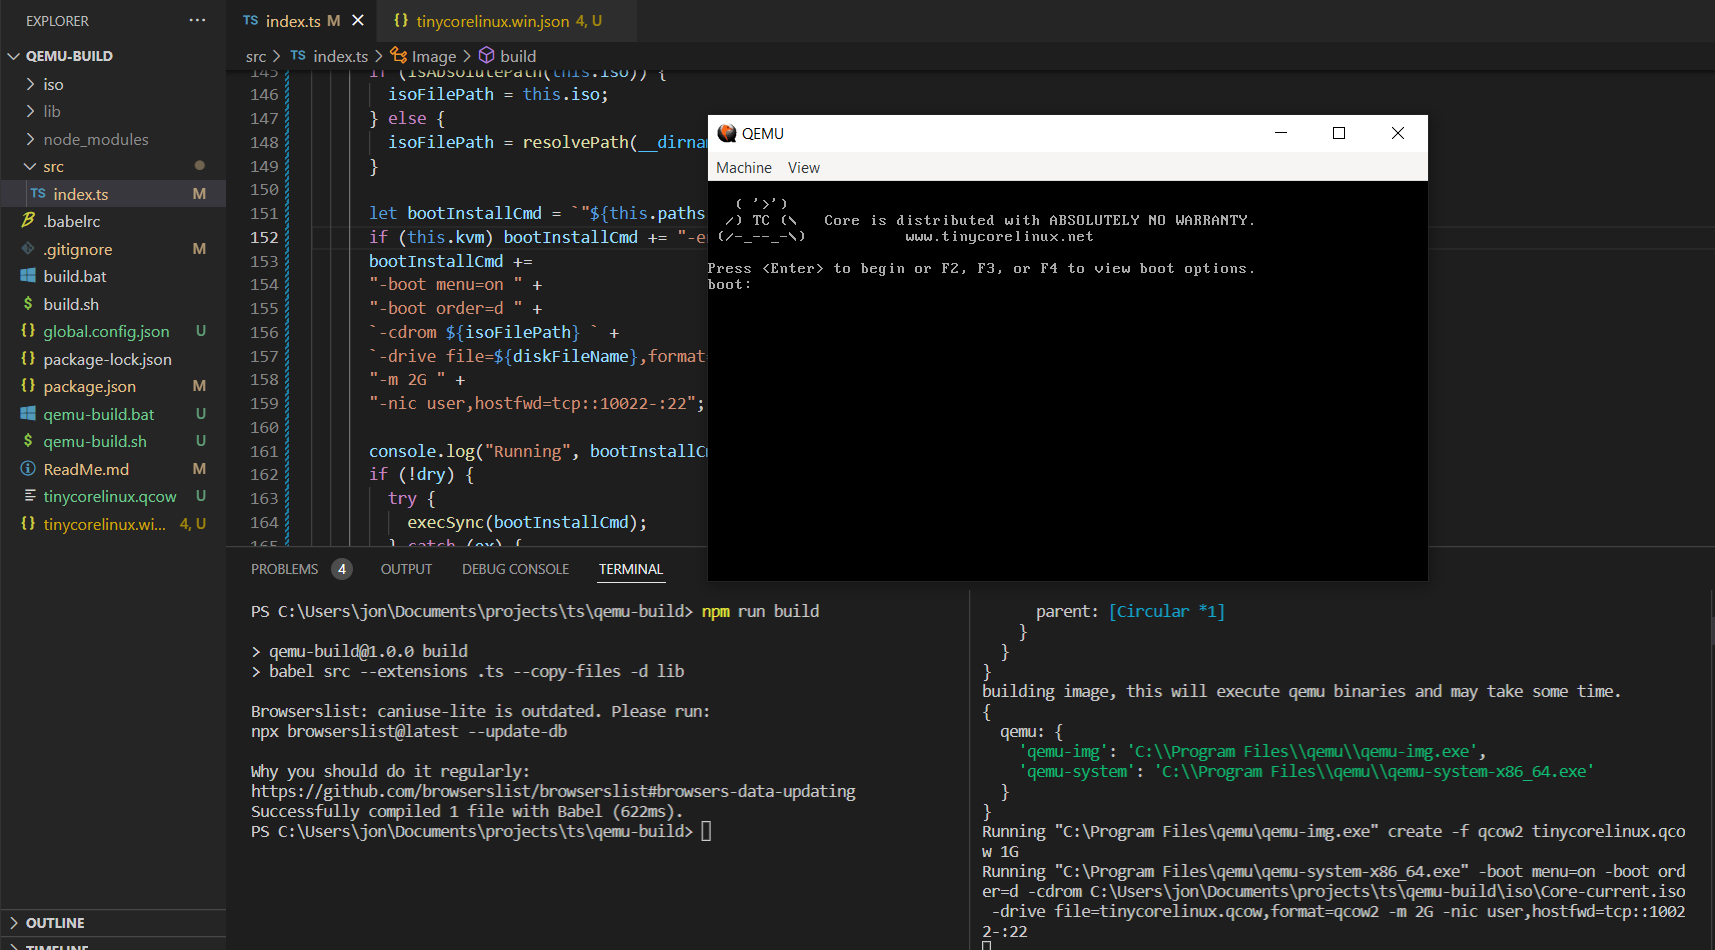 EXPLORER
QEMU-BUILD
iso
lib
node_modules
src
TS index.ts M
.babelrc
.gitignore M
build.bat
$ build.sh
{} global.config.json U
{} package-lock.json
{} package.json M
qemu-build.bat U
$ qemu-build.sh U
ReadMe.md M
tinycorelinux.qcow U
{} tinycorelinux.wi... 4, U
OUTLINE
TIMELINE
TS index.ts M
{} tinycorelinux.win.json 4, U
src > TS index.ts > Image > build
145 if (isAbsolutePath(this.iso)) {
146 isoFilePath = this.iso;
147 } else {
148 isoFilePath = resolvePath(__dirna
149 }
150
151 let bootInstallCmd = `"${this.paths
152 if (this.kvm) bootInstallCmd += "-e
153 bootInstallCmd +=
154 "-boot menu=on " +
155 "-boot order=d " +
156 `-cdrom ${isoFilePath} ` +
157 `-drive file=${diskFileName},format=
158 "-m 2G " +
159 "-nic user,hostfwd=tcp::10022-:22";
160
161 console.log("Running", bootInstallC
162 if (!dry) {
163 try {
164 execSync(bootInstallCmd);
165 } catch (ex) {
QEMU
Machine View
( '>')
/) TC (\ Core is distributed with ABSOLUTELY NO WARRANTY.
(/-_--_-\) www.tinycorelinux.net
Press <Enter> to begin or F2, F3, or F4 to view boot options.
boot:
PROBLEMS 4 OUTPUT DEBUG CONSOLE TERMINAL
PS C:\Users\jon\Documents\projects\ts\qemu-build> npm run build
> qemu-build@1.0.0 build
> babel src --extensions .ts --copy-files -d lib
Browserslist: caniuse-lite is outdated. Please run:
npx browserslist@latest --update-db
Why you should do it regularly:
https://github.com/browserslist/browserslist#browsers-data-updating
Successfully compiled 1 file with Babel (622ms).
PS C:\Users\jon\Documents\projects\ts\qemu-build>
parent: [Circular *1]
}
}
}
building image, this will execute qemu binaries and may take some time.
{
qemu: {
'qemu-img': 'C:\\Program Files\\qemu\\qemu-img.exe',
'qemu-system': 'C:\\Program Files\\qemu\\qemu-system-x86_64.exe'
}
}
Running "C:\Program Files\qemu\qemu-img.exe" create -f qcow2 tinycorelinux.qco
w 1G
Running "C:\Program Files\qemu\qemu-system-x86_64.exe" -boot menu=on -boot ord
er=d -cdrom C:\Users\jon\Documents\projects\ts\qemu-build\iso\Core-current.iso
-drive file=tinycorelinux.qcow,format=qcow2 -m 2G -nic user,hostfwd=tcp::1002
2-:22